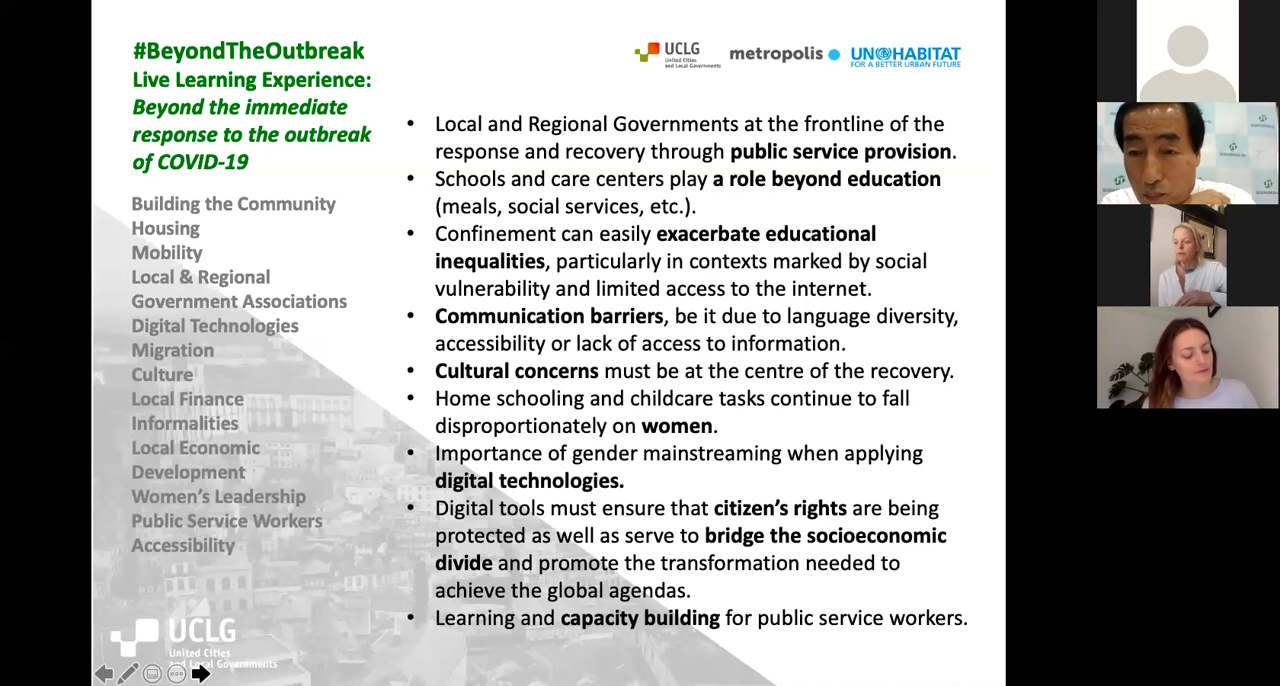 #BeyondTheOutbreak
Live Learning Experience:
Beyond the immediate
response to the outbreak
of COVID-19
Building the Community
Housing
Mobility
Local & Regional
Government Associations
Digital Technologies
Migration
Culture
Local Finance
Informalities
Local Economic
Development
Women's Leadership
Public Service Workers
Accessibility
UCLG
United Cities
and Local Governments
UCLG
United Cities
and Local Governments
metropolis
UN HABITAT
FOR A BETTER URBAN FUTURE
• Local and Regional Governments at the frontline of the
response and recovery through public service provision.
• Schools and care centers play a role beyond education
(meals, social services, etc.).
• Confinement can easily exacerbate educational
inequalities, particularly in contexts marked by social
vulnerability and limited access to the internet.
• Communication barriers, be it due to language diversity,
accessibility or lack of access to information.
• Cultural concerns must be at the centre of the recovery.
• Home schooling and childcare tasks continue to fall
disproportionately on women.
• Importance of gender mainstreaming when applying
digital technologies.
• Digital tools must ensure that citizen's rights are being
protected as well as serve to bridge the socioeconomic
divide and promote the transformation needed to
achieve the global agendas.
• Learning and capacity building for public service workers.